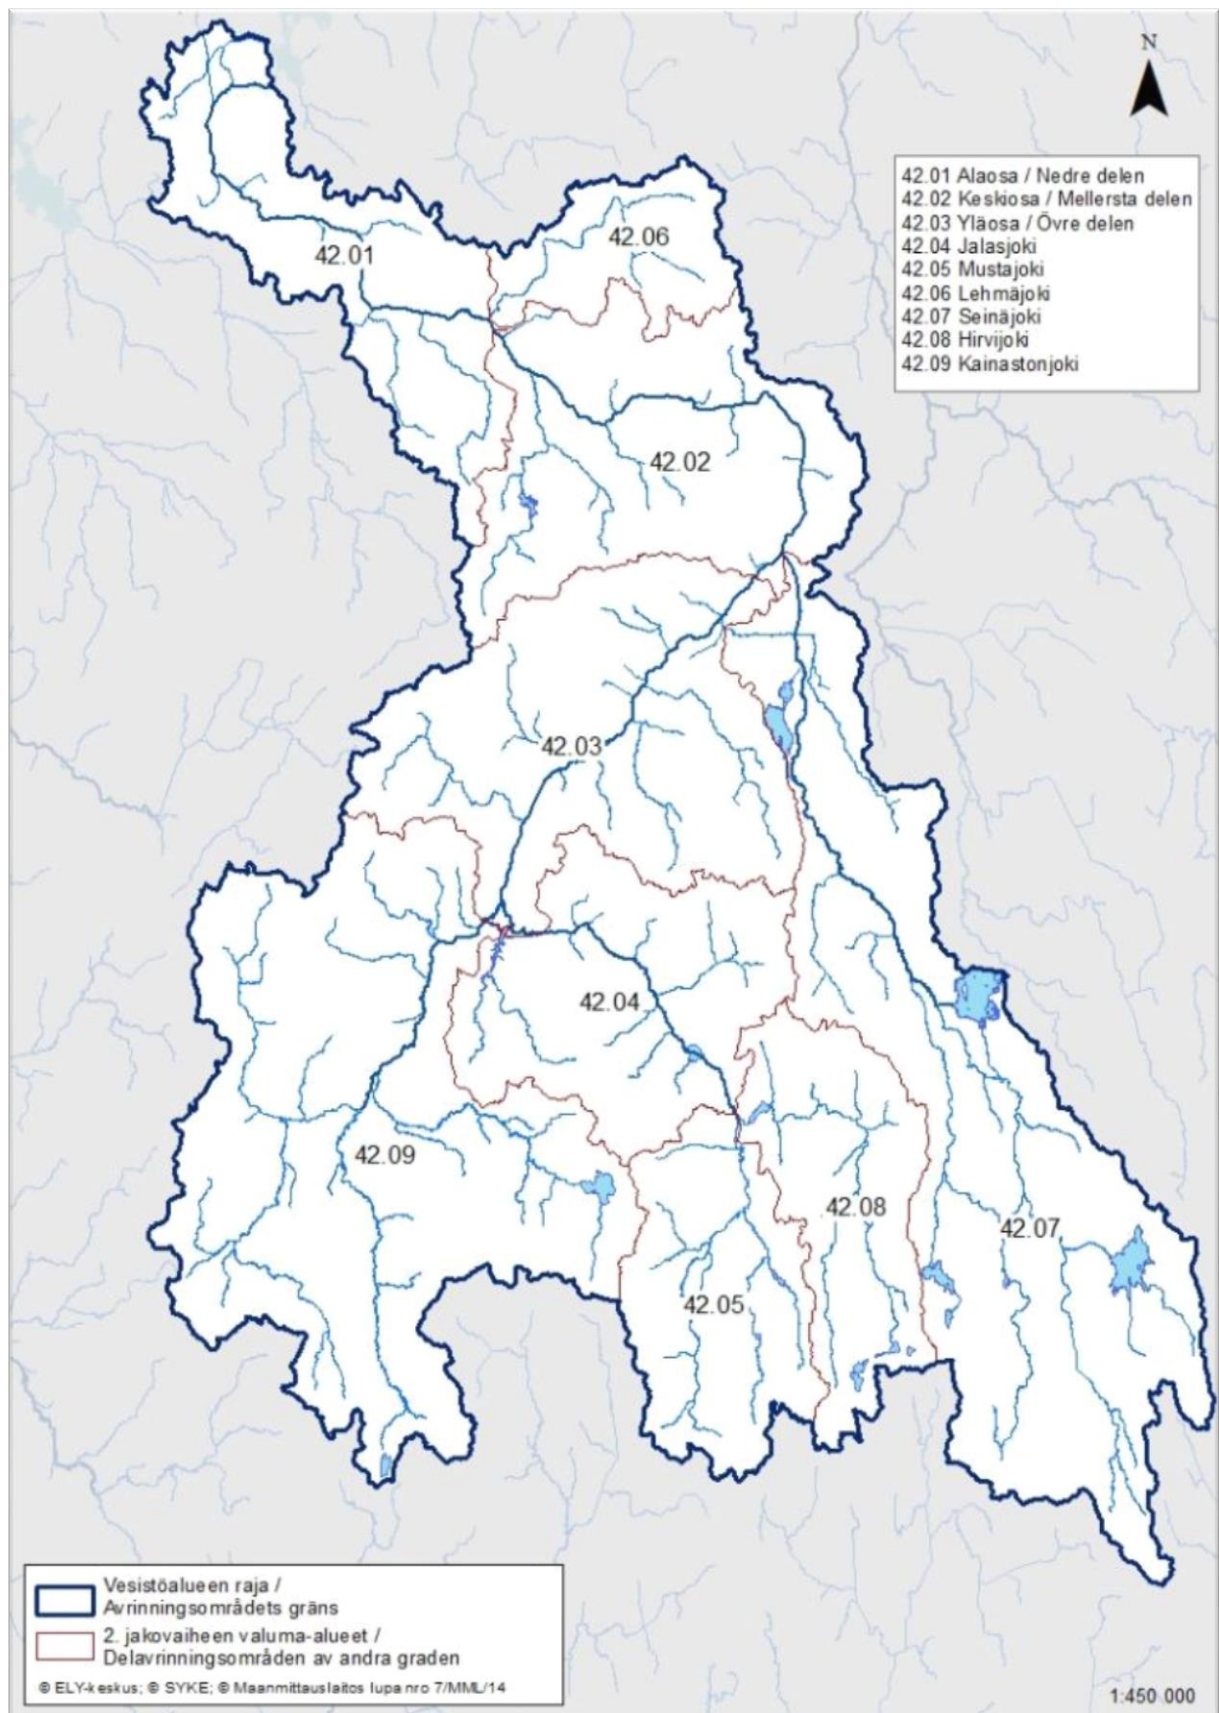 N
42.01 Alaosa / Nedre delen
42.02 Keskiosa / Mellersta delen
42.03 Yläosa / Övre delen
42.04 Jalasjoki
42.05 Mustajoki
42.06 Lehmäjoki
42.07 Seinäjoki
42.08 Hirvijoki
42.09 Kainastonjoki
42.06
42.01
42.02
42.03
42.04
42.09
42.08
42.07
42.05
Vesistöalueen raja /
Avrinningsområdets gräns
2. jakovaiheen valuma-alueet /
Delavrinningsområden av andra graden
© ELY-keskus; © SYKE; © Maanmittauslaitos lupa nro 7/MML/14
1:450 000